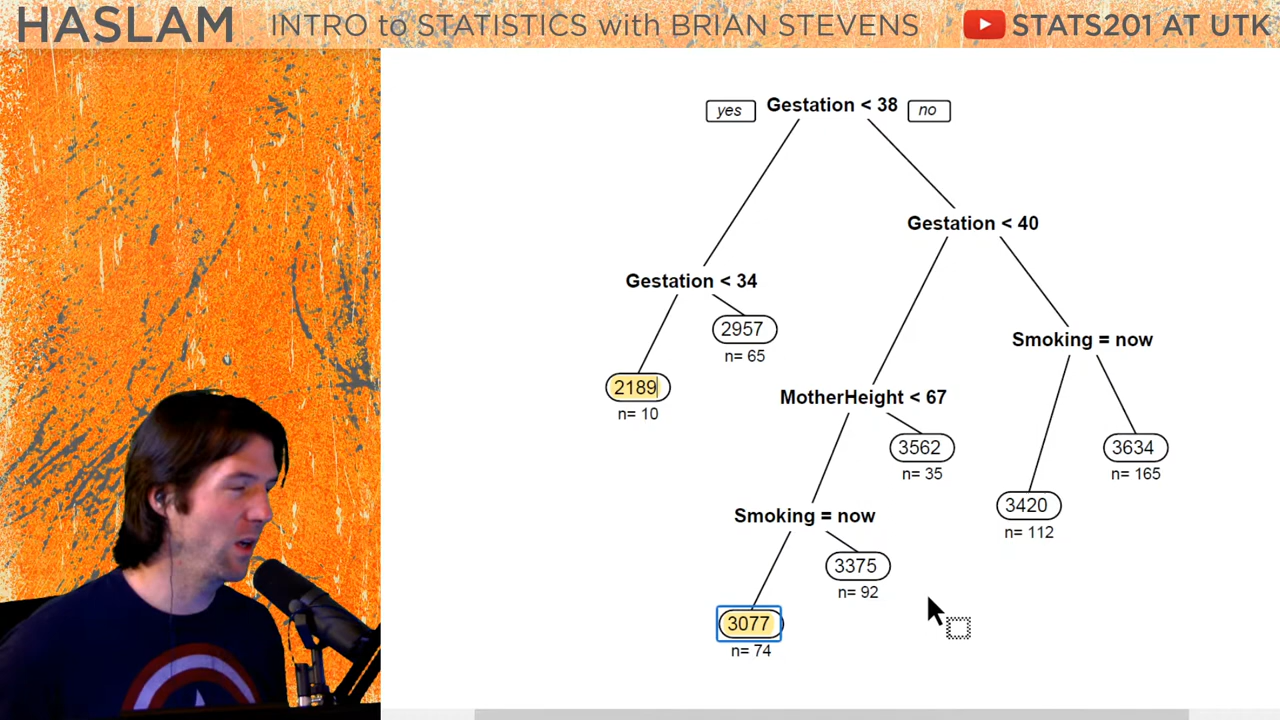 HASLAM INTRO to STATISTICS with BRIAN STEVENS STATS201 AT UTK
yes Gestation < 38 no
Gestation < 40
Gestation < 34
2957
n= 65
Smoking = now
2189
n= 10
MotherHeight < 67
3562
n= 35
3634
n= 165
3420
n= 112
Smoking = now
3375
n= 92
3077
n= 74